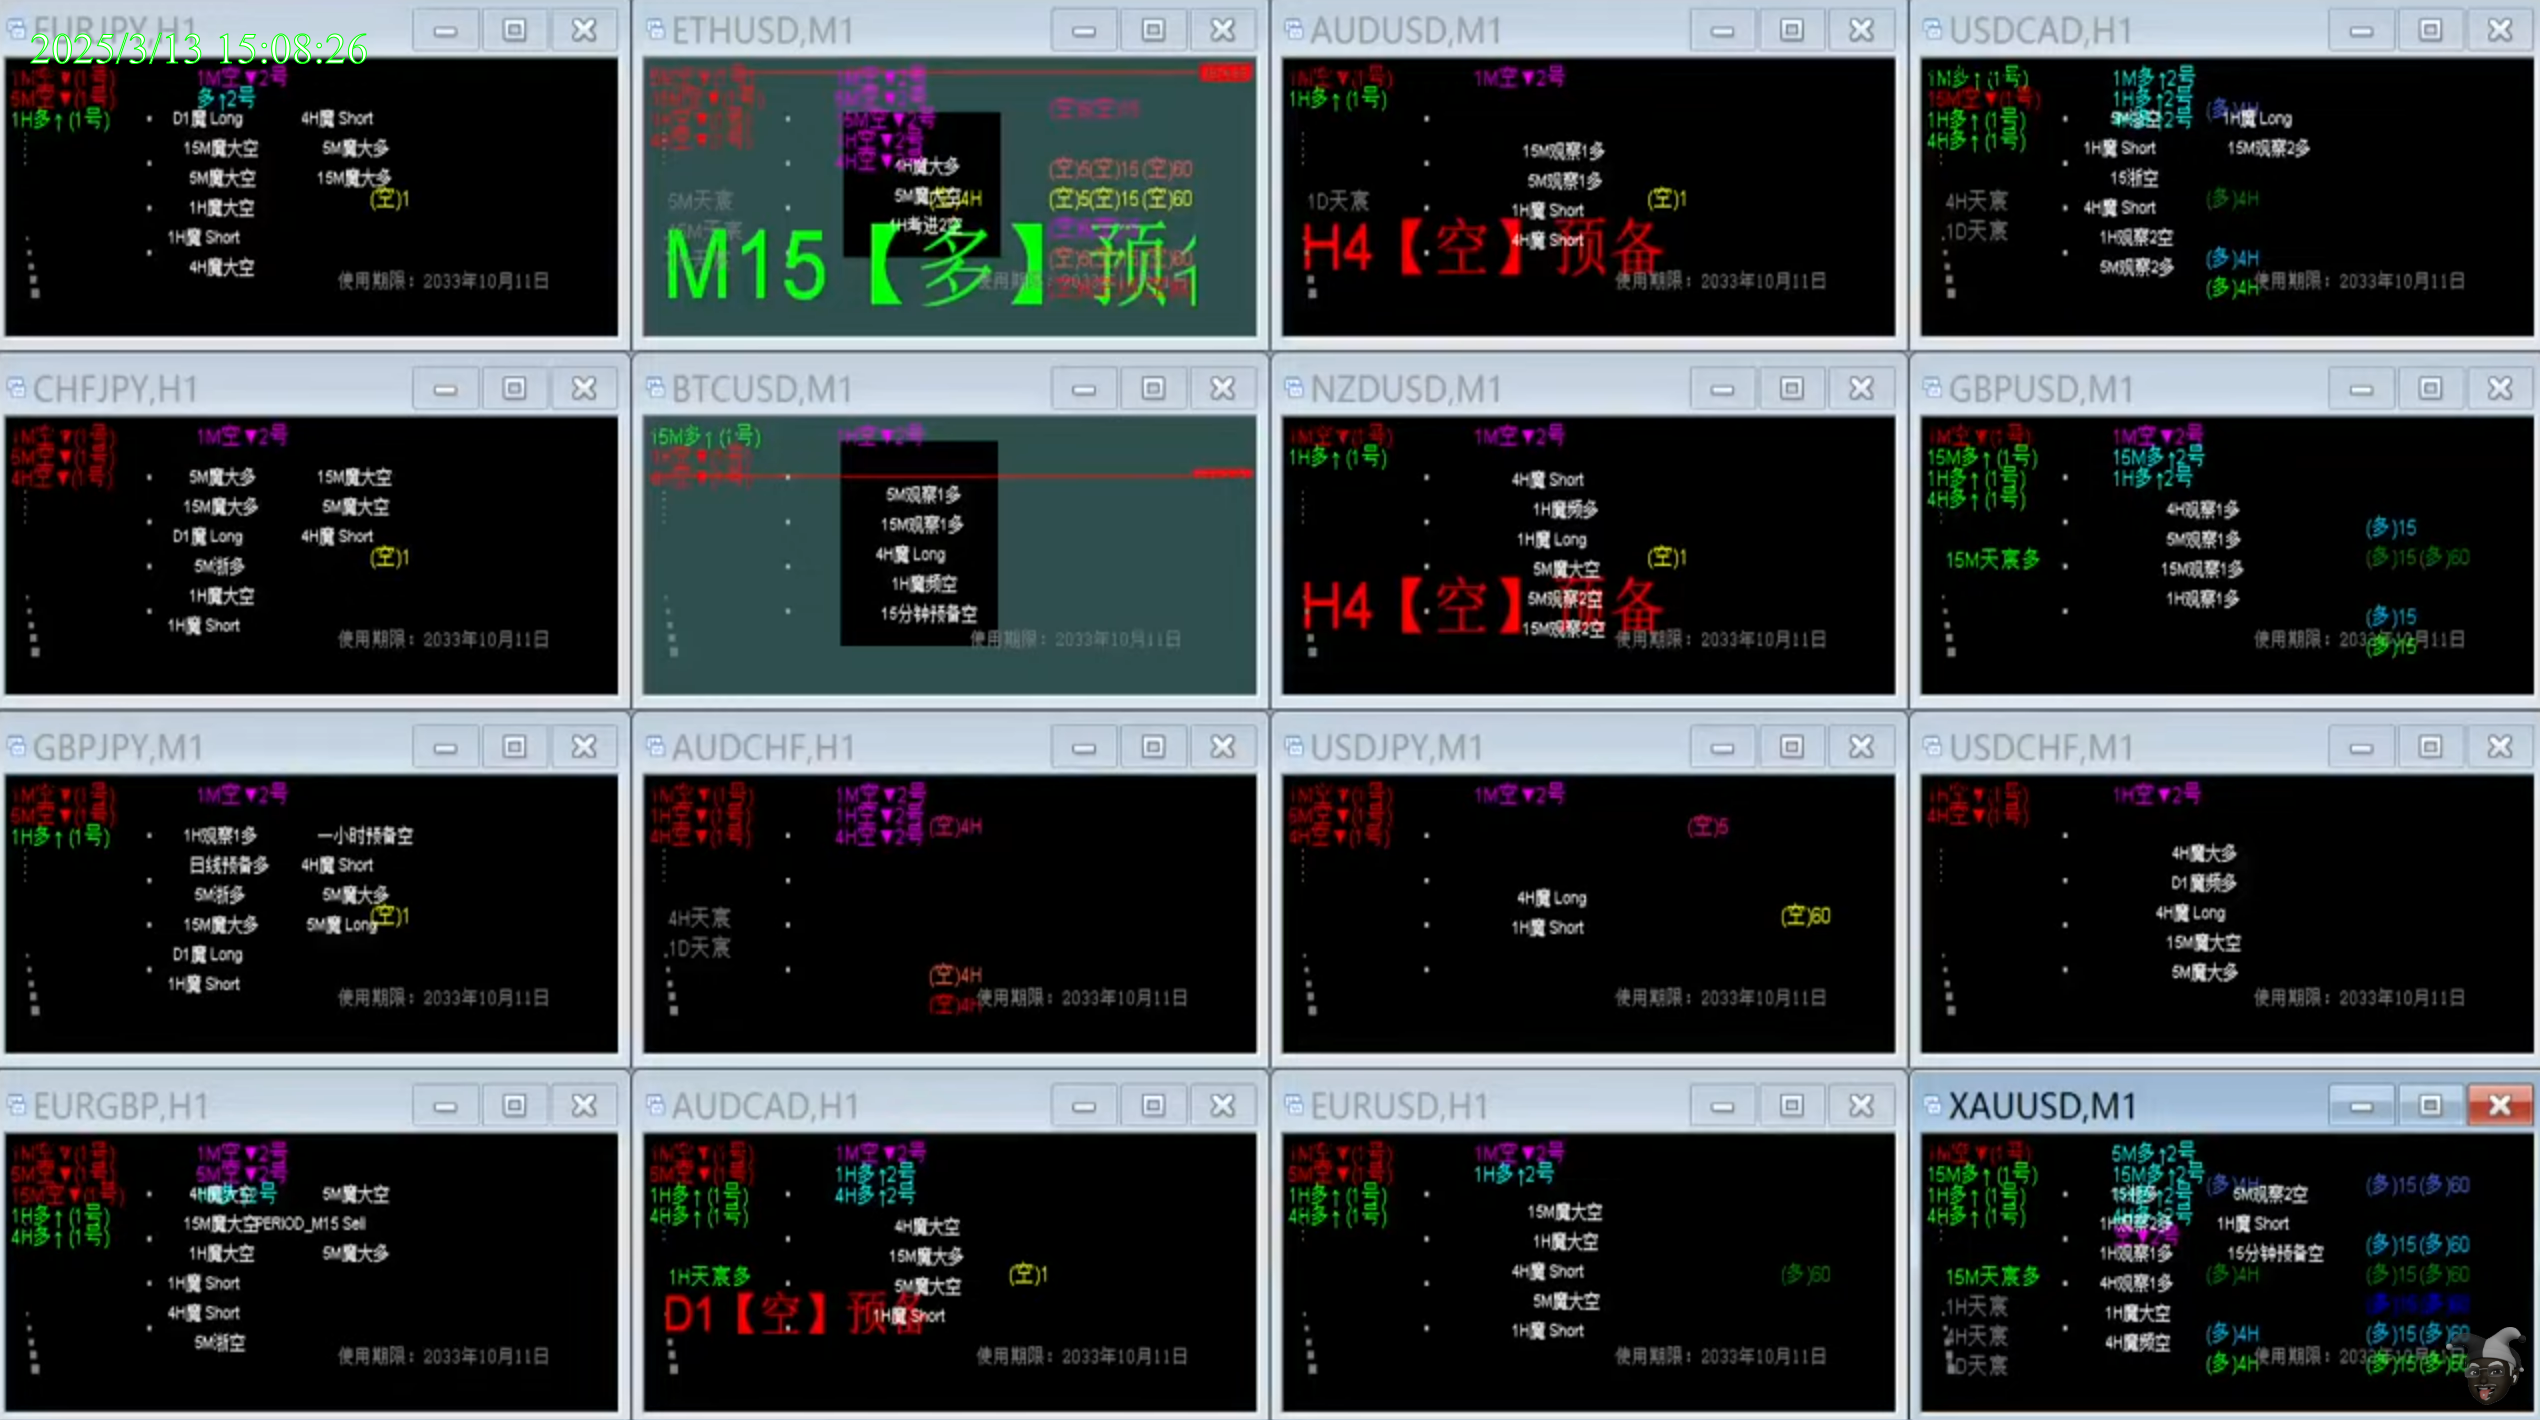 EURJPY,H1
2025/3/13 15:08:26
1M空▼(1号) 1M空▼2号
5M空▼(1号) 多↑2号
1H多↑(1号) D1魔 Long 4H魔 Short
15M魔大空 5M魔大多
5M魔大空 15M魔大多
(空)1
1H魔大空
1H魔 Short
4H魔大空
使用期限：2033年10月11日
ETHUSD,M1
15M空▼2号
4H空▼2号
4H魔大多
5M天宸 5M魔大空
4H考进2空
(空)5(空)15(空)60
(空)5(空)15(空)60
M15【多】预
AUDUSD,M1
1M空▼(1号) 1M空▼2号
1H多↑(1号)
15M观察1多
5M观察1多
1D天宸 (空)1
1H魔 Short
4H魔 Short
H4【空】预备
使用期限：2033年10月11日
USDCAD,H1
1M多↑(1号) 1M多↑2号
15M空▼(1号) 1H多↑2号
1H多↑(1号) (多)4H 1H魔 Long
4H多↑(1号) 1H魔 Short 15M观察2多
15浙空
4H天宸 4H魔 Short (多)4H
1D天宸 1H观察2空
5M观察2多 (多)4H
(多)4H 使用期限：2033年10月11日
CHFJPY,H1
1M空▼(1号) 1M空▼2号
5M空▼(1号)
4H空▼(1号) 5M魔大多 15M魔大空
15M魔大多 5M魔大空
D1魔 Long 4H魔 Short
(空)1
5M浙多
1H魔大空
1H魔 Short
使用期限：2033年10月11日
BTCUSD,M1
15M多↑(1号) 1H空▼2号
1H空▼(1号)
4H空▼(1号)
5M观察1多
15M观察1多
4H魔 Long
1H魔频空
15分钟预备空
使用期限：2033年10月11日
NZDUSD,M1
1M空▼(1号) 1M空▼2号
1H多↑(1号)
4H魔 Short
1H魔频多
1H魔 Long
(空)1
5M魔大空
5M观察2空
H4【空】预备
15M观察2空
使用期限：2033年10月11日
GBPUSD,M1
1M空▼(1号) 1M空▼2号
15M多↑(1号) 15M多↑2号
1H多↑(1号) 1H多↑2号
4H多↑(1号)
4H观察1多 (多)15
5M观察1多
15M天宸多 15M观察1多 (多)15(多)60
1H观察1多
(多)15
(多)15
使用期限：2033年10月11日
GBPJPY,M1
1M空▼(1号) 1M空▼2号
5M空▼(1号)
1H多↑(1号) 1H观察1多 一小时预备空
日线预备多 4H魔 Short
5M浙多 5M魔大多
(空)1
15M魔大多 5M魔 Long
D1魔 Long
1H魔 Short
使用期限：2033年10月11日
AUDCHF,H1
1M空▼(1号) 1M空▼2号
1H空▼(1号) 1H空▼2号
4H空▼(1号) 4H空▼2号 (空)4H
4H天宸
1D天宸
(空)4H
(空)4H 使用期限：2033年10月11日
USDJPY,M1
1M空▼(1号) 1M空▼2号
5M空▼(1号)
4H空▼(1号) (空)5
4H魔 Long
(空)60
1H魔 Short
使用期限：2033年10月11日
USDCHF,M1
1H空▼(1号) 1H空▼2号
4H空▼(1号)
4H魔大多
D1魔频多
4H魔 Long
15M魔大空
5M魔大多
使用期限：2033年10月11日
EURGBP,H1
1M空▼(1号) 1M空▼2号
5M空▼(1号) 5M空▼2号
15M空▼(1号) 4H魔大空 5M魔大空
1H多↑(1号) 15M魔大空 PERIOD_M15 Sell
4H多↑(1号)
1H魔大空 5M魔大多
1H魔 Short
4H魔 Short
5M浙空
使用期限：2033年10月11日
AUDCAD,H1
1M空▼(1号) 1M空▼2号
5M空▼(1号) 1H多↑2号
1H多↑(1号) 4H多↑2号
4H多↑(1号)
4H魔大空
15M魔大多
1H天宸多 (空)1
5M魔大空
1H魔 Short
D1【空】预备
使用期限：2033年10月11日
EURUSD,H1
1M空▼(1号) 1M空▼2号
5M空▼(1号) 1H多↑2号
1H多↑(1号)
4H多↑(1号)
15M魔大空
1H魔大空
4H魔 Short (多)60
5M魔大空
1H魔 Short
使用期限：2033年10月11日
XAUUSD,M1
1M空▼(1号) 5M多↑2号
15M多↑(1号) 15M多↑2号
1H多↑(1号) (多)4H 5M观察2空 (多)15(多)60
4H多↑(1号) 1H观察2多 1H魔 Short
1H观察1多 15分钟预备空 (多)15(多)60
15M天宸多 4H观察1多 (多)4H (多)15(多)60
1H天宸 1H魔大空
4H天宸 4H魔频空 (多)4H (多)15(多)60
1D天宸 (多)4H (多)15(多)60